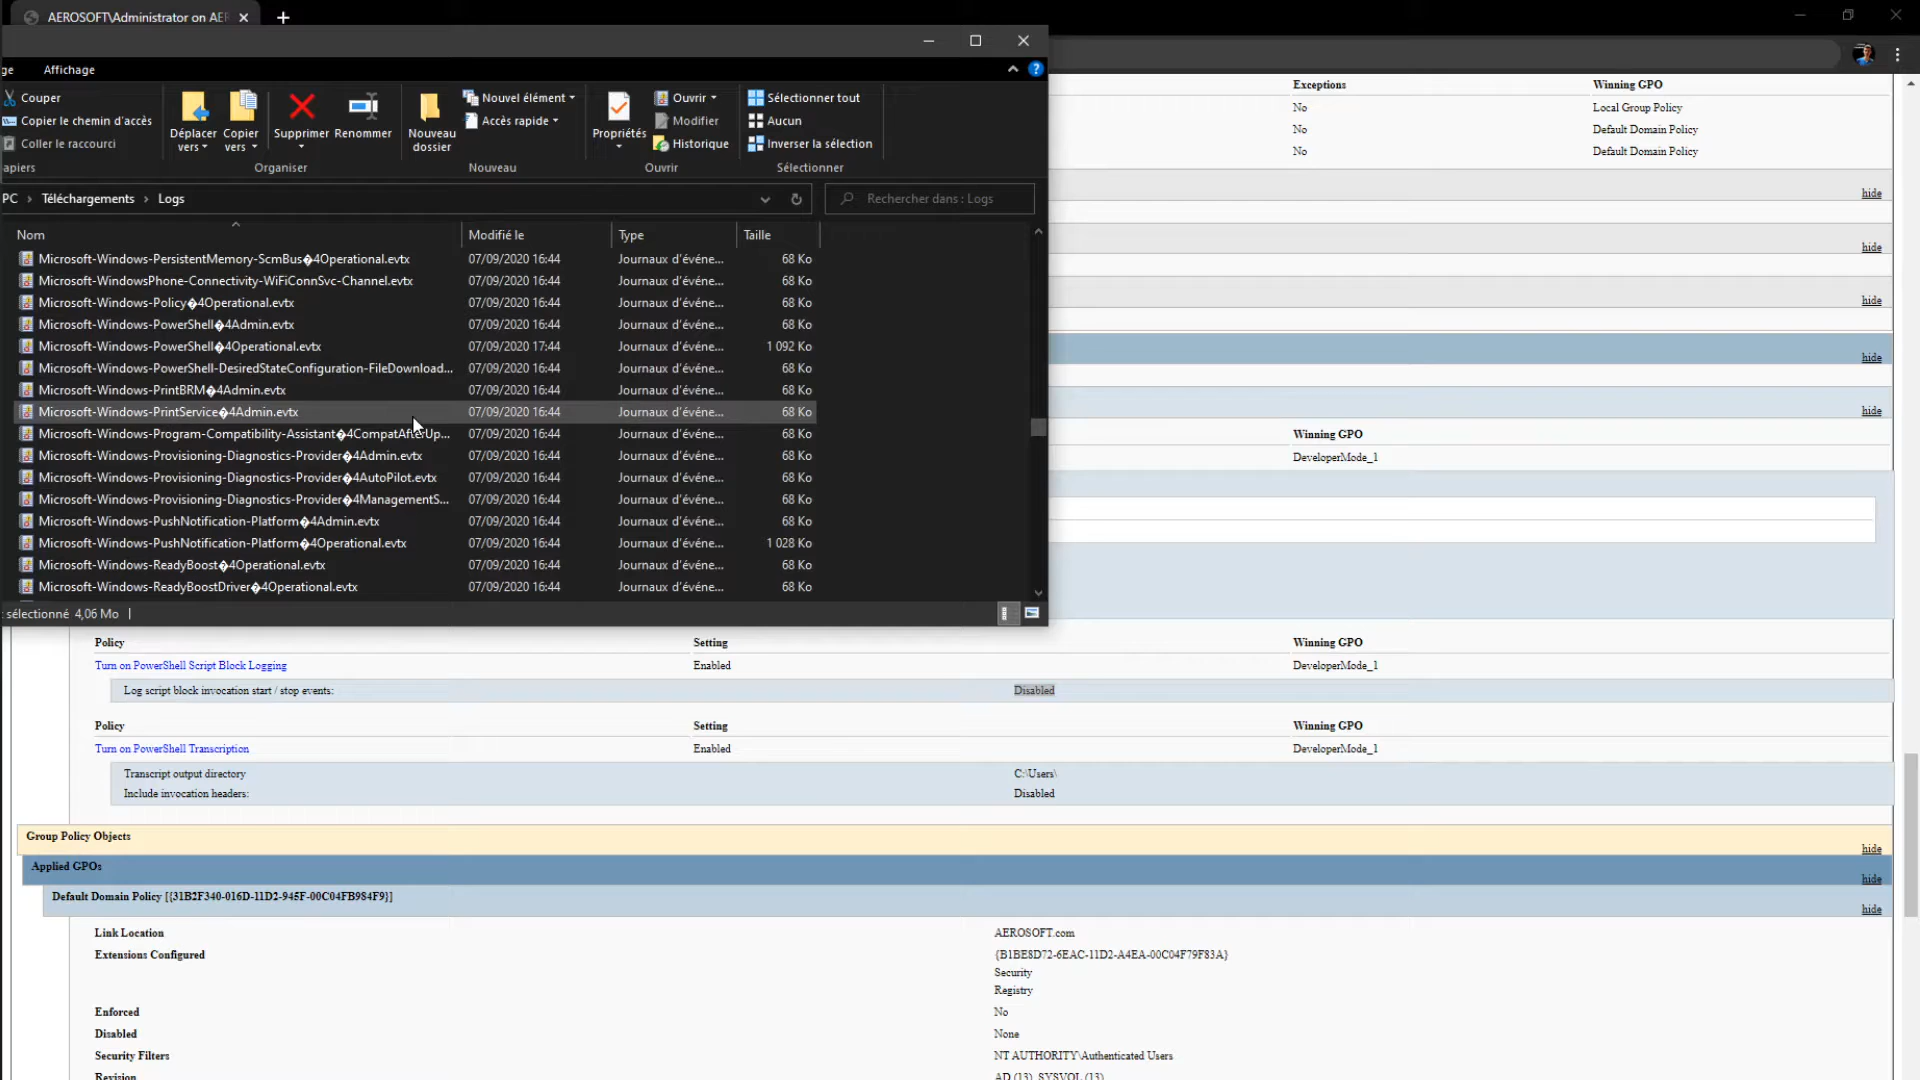 AEROSOFT\Administrator on AER
ge Affichage
Couper
Copier le chemin d'accès
Coller le raccourci
apiers
Déplacer vers
Copier vers
Supprimer
Renommer
Organiser
Nouveau dossier
Nouvel élément
Accès rapide
Nouveau
Propriétés
Ouvrir
Modifier
Historique
Ouvrir
Sélectionner tout
Aucun
Inverser la sélection
Sélectionner
PC > Téléchargements > Logs
Rechercher dans : Logs
Nom Modifié le Type Taille
Microsoft-Windows-PersistentMemory-ScmBus�4Operational.evtx 07/09/2020 16:44 Journaux d'événe... 68 Ko
Microsoft-WindowsPhone-Connectivity-WiFiConnSvc-Channel.evtx 07/09/2020 16:44 Journaux d'événe... 68 Ko
Microsoft-Windows-Policy�4Operational.evtx 07/09/2020 16:44 Journaux d'événe... 68 Ko
Microsoft-Windows-PowerShell�4Admin.evtx 07/09/2020 16:44 Journaux d'événe... 68 Ko
Microsoft-Windows-PowerShell�4Operational.evtx 07/09/2020 17:44 Journaux d'événe... 1 092 Ko
Microsoft-Windows-PowerShell-DesiredStateConfiguration-FileDownload... 07/09/2020 16:44 Journaux d'événe... 68 Ko
Microsoft-Windows-PrintBRM�4Admin.evtx 07/09/2020 16:44 Journaux d'événe... 68 Ko
Microsoft-Windows-PrintService�4Admin.evtx 07/09/2020 16:44 Journaux d'événe... 68 Ko
Microsoft-Windows-Program-Compatibility-Assistant�4CompatAfterUp... 07/09/2020 16:44 Journaux d'événe... 68 Ko
Microsoft-Windows-Provisioning-Diagnostics-Provider�4Admin.evtx 07/09/2020 16:44 Journaux d'événe... 68 Ko
Microsoft-Windows-Provisioning-Diagnostics-Provider�4AutoPilot.evtx 07/09/2020 16:44 Journaux d'événe... 68 Ko
Microsoft-Windows-Provisioning-Diagnostics-Provider�4ManagementS... 07/09/2020 16:44 Journaux d'événe... 68 Ko
Microsoft-Windows-PushNotification-Platform�4Admin.evtx 07/09/2020 16:44 Journaux d'événe... 68 Ko
Microsoft-Windows-PushNotification-Platform�4Operational.evtx 07/09/2020 16:44 Journaux d'événe... 1 028 Ko
Microsoft-Windows-ReadyBoost�4Operational.evtx 07/09/2020 16:44 Journaux d'événe... 68 Ko
Microsoft-Windows-ReadyBoostDriver�4Operational.evtx 07/09/2020 16:44 Journaux d'événe... 68 Ko
sélectionné 4,06 Mo
Exceptions Winning GPO
No Local Group Policy
No Default Domain Policy
No Default Domain Policy
hide
hide
hide
hide
hide
Winning GPO
DeveloperMode_1
Policy Setting Winning GPO
Turn on PowerShell Script Block Logging Enabled DeveloperMode_1
Log script block invocation start / stop events: Disabled
Policy Setting Winning GPO
Turn on PowerShell Transcription Enabled DeveloperMode_1
Transcript output directory C:\Users\
Include invocation headers: Disabled
Group Policy Objects
hide
Applied GPOs
hide
Default Domain Policy [{31B2F340-016D-11D2-945F-00C04FB984F9}]
hide
Link Location AEROSOFT.com
Extensions Configured {B1BE8D72-6EAC-11D2-A4EA-00C04F79F83A}
Security
Registry
Enforced No
Disabled None
Security Filters NT AUTHORITY\Authenticated Users
Revision AD (13), SYSVOL (13)